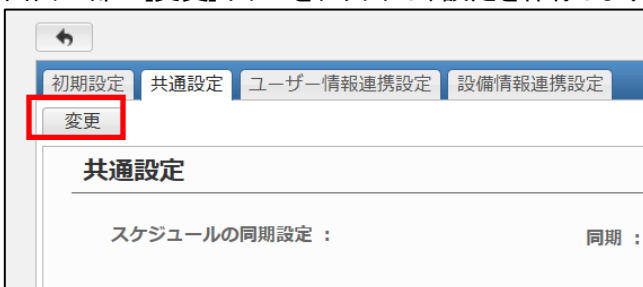 初期設定 共通設定 ユーザー情報連携設定 設備情報連携設定
変更
共通設定
スケジュールの同期設定 : 同期 :